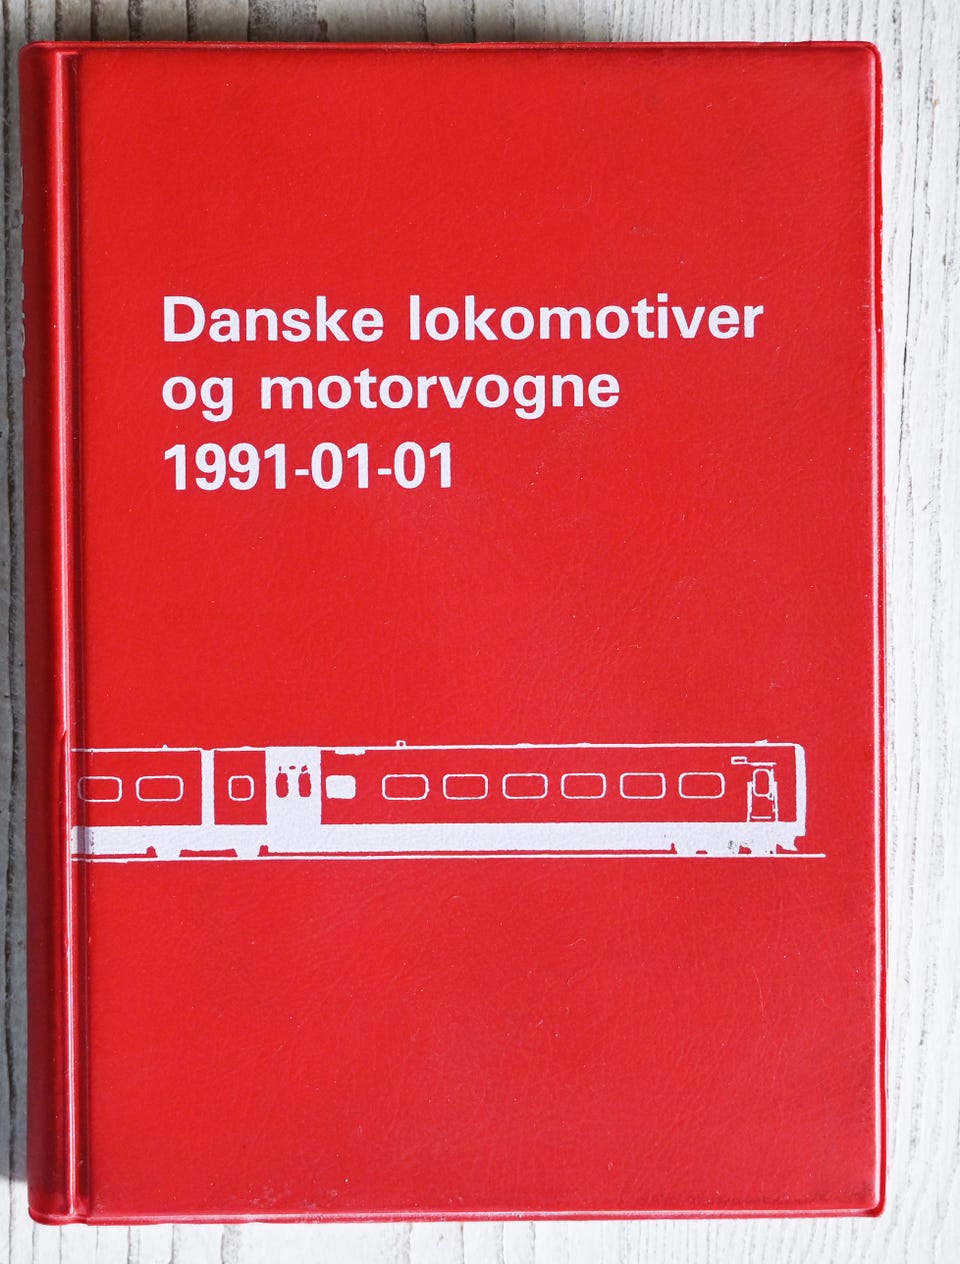 Danske lokomotiver
og motorvogne
1991-01-01